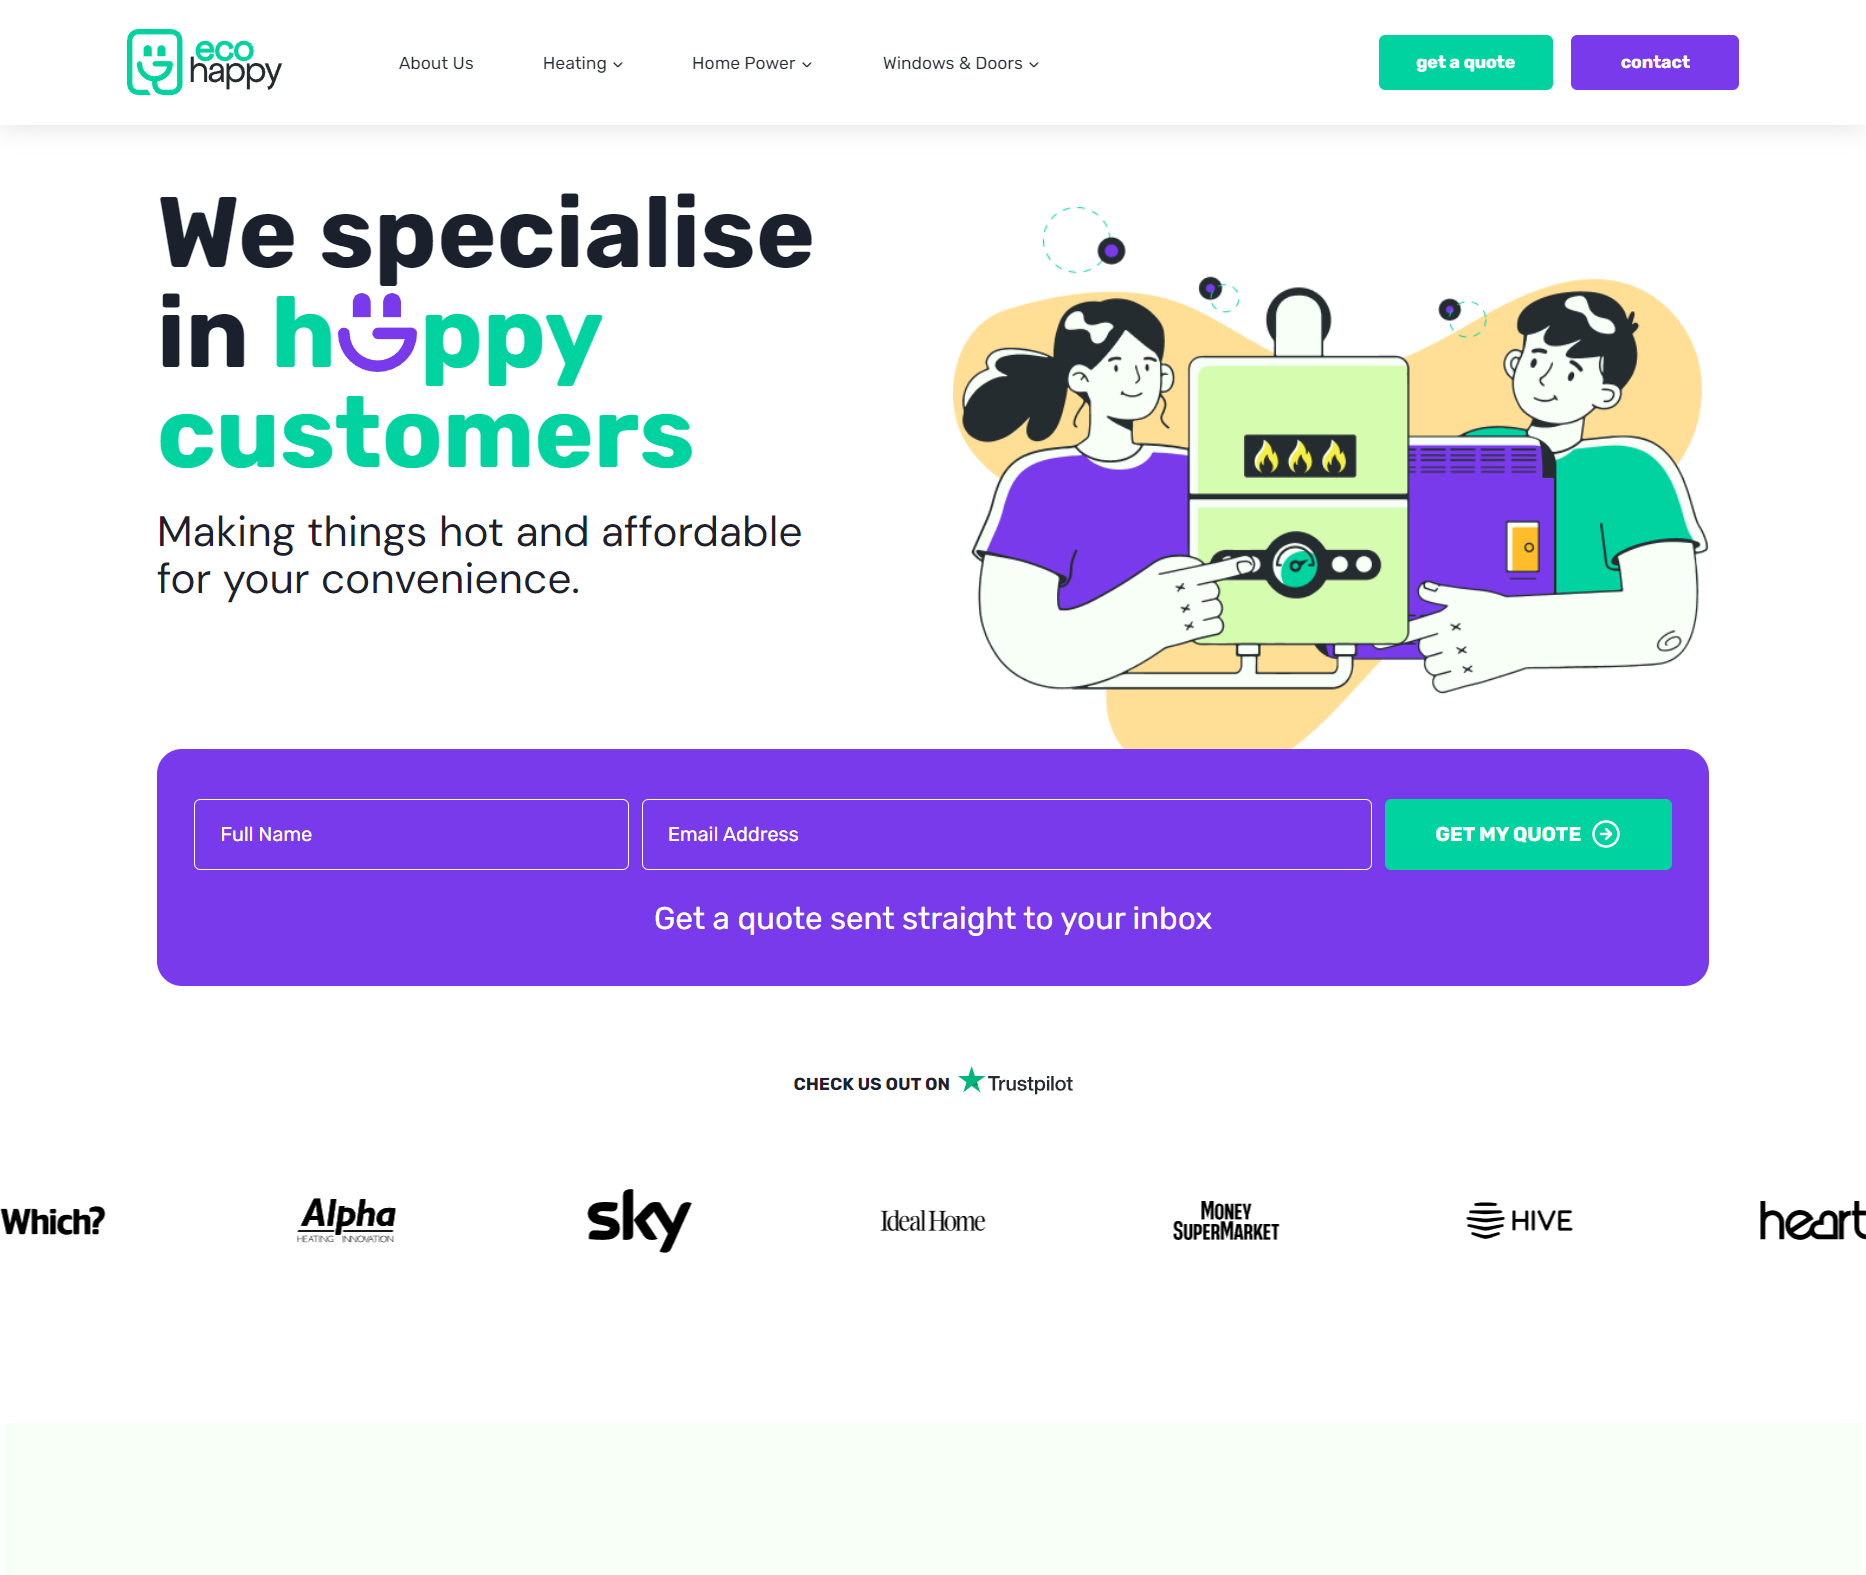 eco
happy
About Us
Heating
Home Power
Windows & Doors
get a quote
contact
We specialise
in happy
customers
Making things hot and affordable
for your convenience.
Full Name
Email Address
GET MY QUOTE
Get a quote sent straight to your inbox
CHECK US OUT ON Trustpilot
Which?
Alpha
HEATING INNOVATION
sky
Ideal Home
MONEY
SUPERMARKET
HIVE
heart